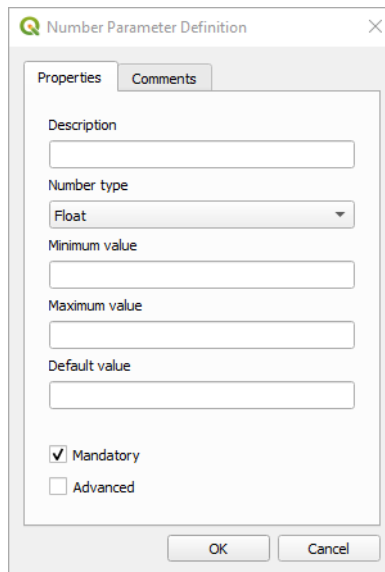 Number Parameter Definition
Properties
Comments
Description
Number type
Float
Minimum value
Maximum value
Default value
Mandatory
Advanced
OK
Cancel